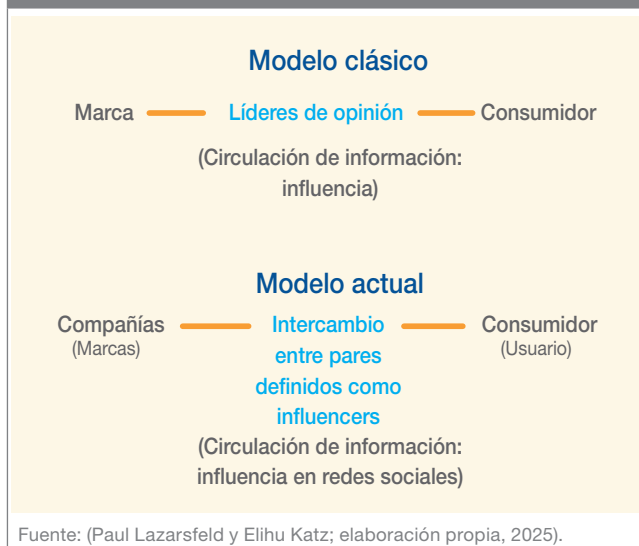 Modelo clásico
Marca Líderes de opinión Consumidor
(Circulación de información:
influencia)
Modelo actual
Compañías Intercambio Consumidor
(Marcas) entre pares (Usuario)
definidos como
influencers
(Circulación de información:
influencia en redes sociales)
Fuente: (Paul Lazarsfeld y Elihu Katz; elaboración propia, 2025).